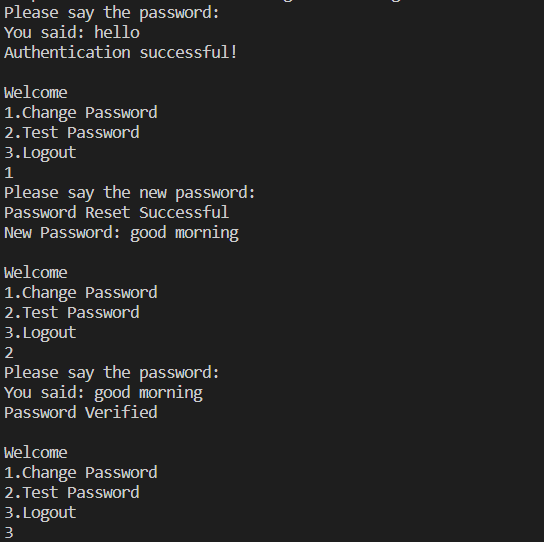 Please say the password:
You said: hello
Authentication successful!
Welcome
1.Change Password
2.Test Password
3.Logout
1
Please say the new password:
Password Reset Successful
New Password: good morning
Welcome
1.Change Password
2.Test Password
3.Logout
2
Please say the password:
You said: good morning
Password Verified
Welcome
1.Change Password
2.Test Password
3.Logout
3